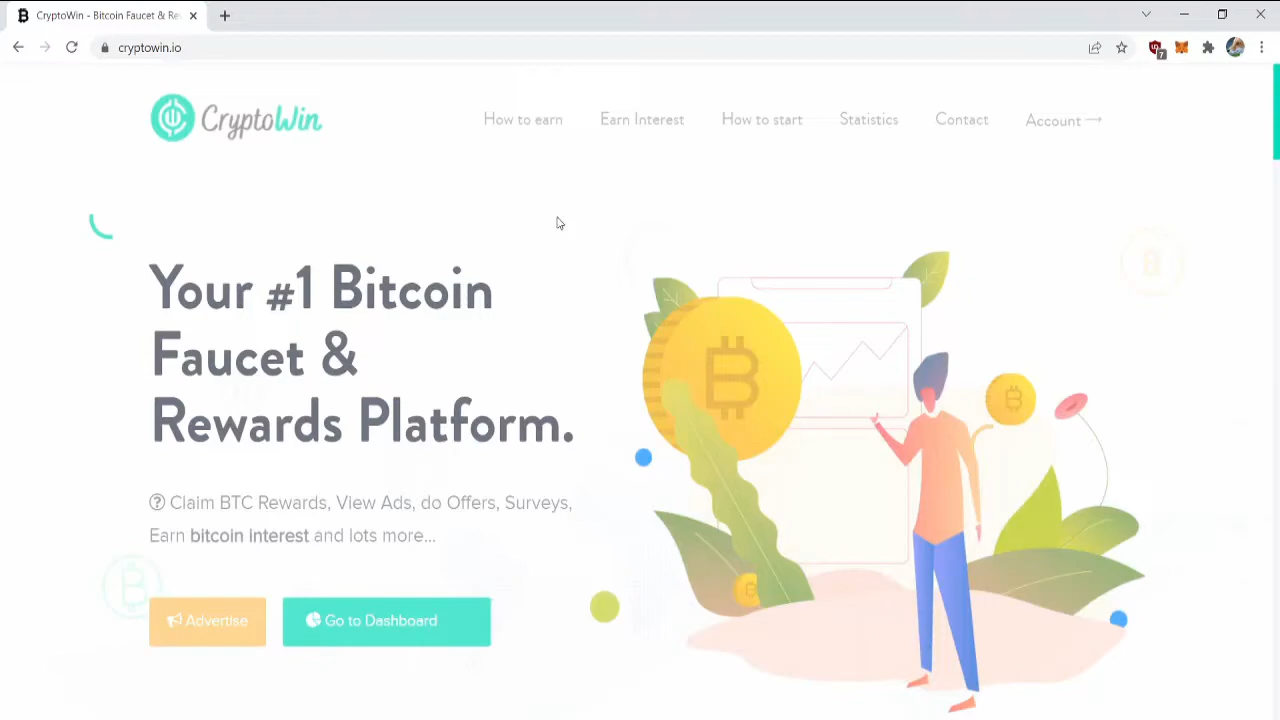 CryptoWin - Bitcoin Faucet & Re
cryptowin.io
7
CryptoWin
How to earn
Earn Interest
How to start
Statistics
Contact
Account →
Your #1 Bitcoin
Faucet &
Rewards Platform.
Claim BTC Rewards, View Ads, do Offers, Surveys,
Earn bitcoin interest and lots more...
Advertise
Go to Dashboard